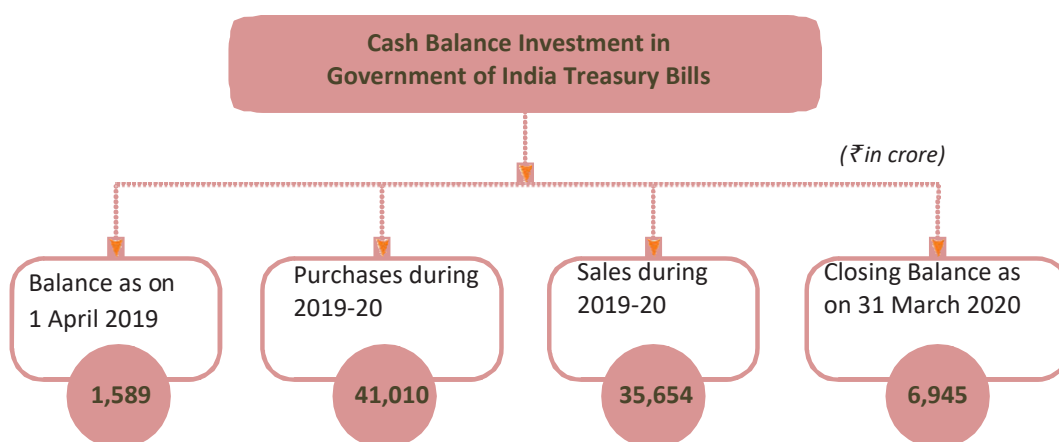 Cash Balance Investment in
Government of India Treasury Bills
(₹ in crore)
Balance as on
1 April 2019
1,589
Purchases during
2019-20
41,010
Sales during
2019-20
35,654
Closing Balance as
on 31 March 2020
6,945